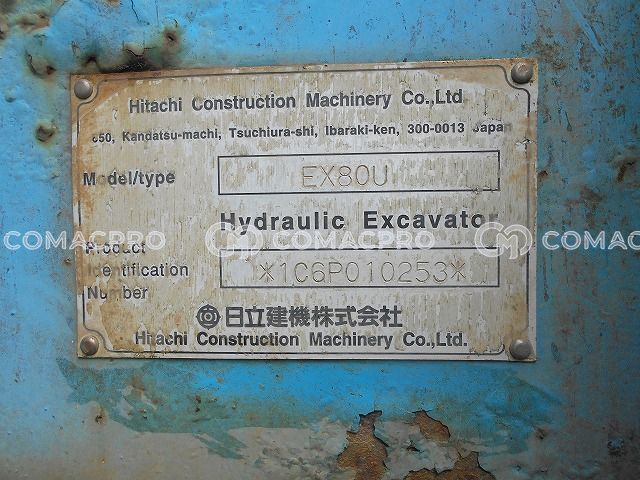 Hitachi Construction Machinery Co.,Ltd
650, Kandatsu-machi, Tsuchiura-shi, Ibaraki-ken, 300-0013 Japan
Model/type EX80U
Hydraulic Excavator
COMACPRO COMACPRO COMACPRO
Product
Identification
Number
*1C6P010253*
日立建機株式会社
Hitachi Construction Machinery Co.,Ltd.